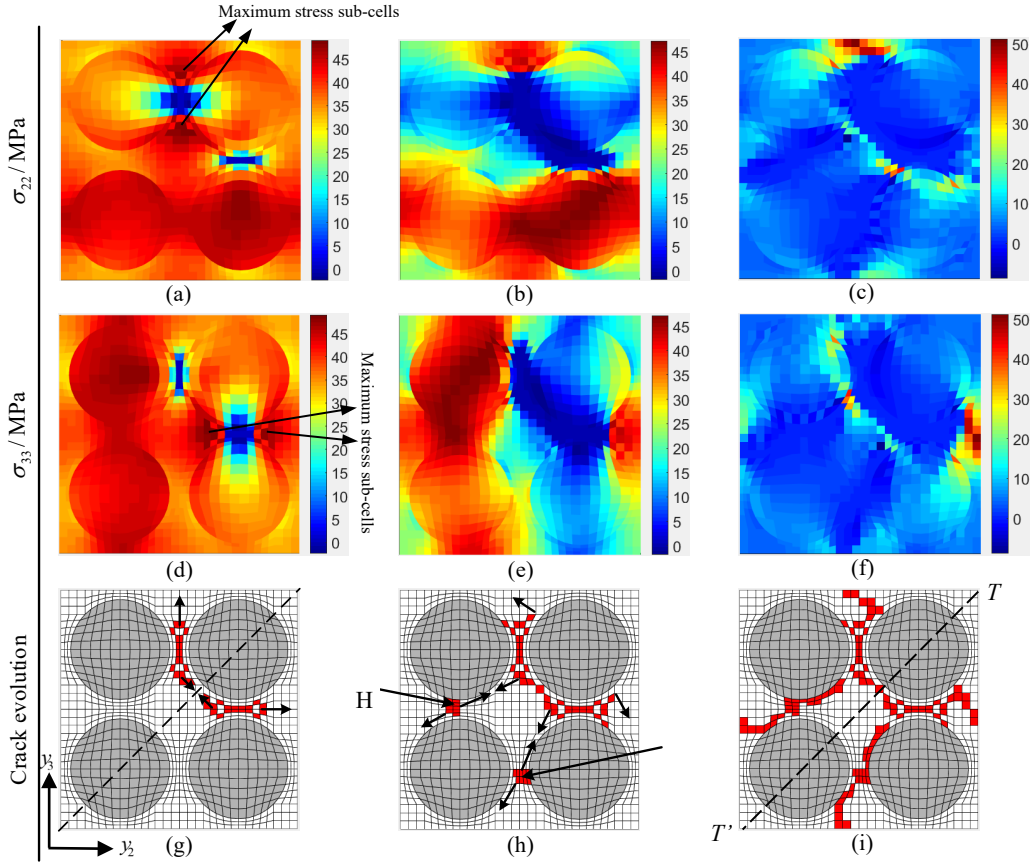 Maximum stress sub-cells
σ22 / MPa
45
40
35
30
25
20
15
10
5
0
45
40
35
30
25
20
15
10
5
0
50
40
30
20
10
0
(a)
(b)
(c)
σ33 / MPa
45
40
35
30
25
20
15
10
5
0
Maximum stress sub-cells
45
40
35
30
25
20
15
10
5
0
50
40
30
20
10
0
(d)
(e)
(f)
Crack evolution
H
T
T’
y3
y2
(g)
(h)
(i)